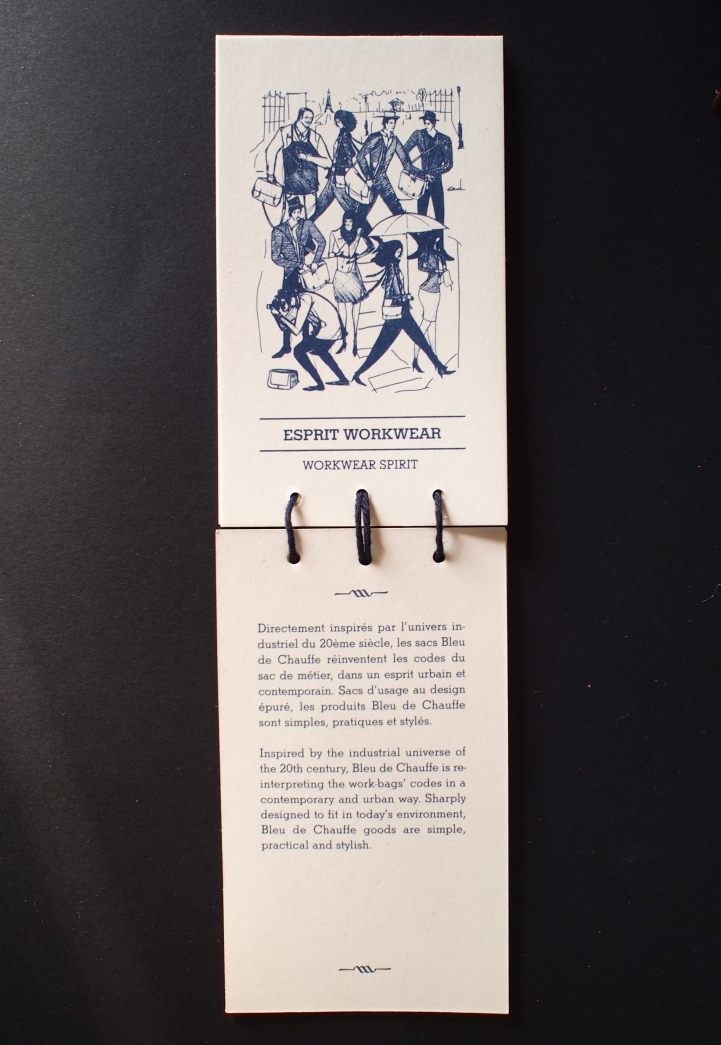 ESPRIT WORKWEAR
WORKWEAR SPIRIT
Directement inspirés par l'univers in-
dustriel du 20ème siècle, les sacs Bleu
de Chauffe réinventent les codes du
sac de métier, dans un esprit urbain et
contemporain. Sacs d'usage au design
épuré, les produits Bleu de Chauffe
sont simples, pratiques et stylés.
Inspired by the industrial universe of
the 20th century, Bleu de Chauffe is re-
interpreting the work-bags' codes in a
contemporary and urban way. Sharply
designed to fit in today's environment,
Bleu de Chauffe goods are simple,
practical and stylish.